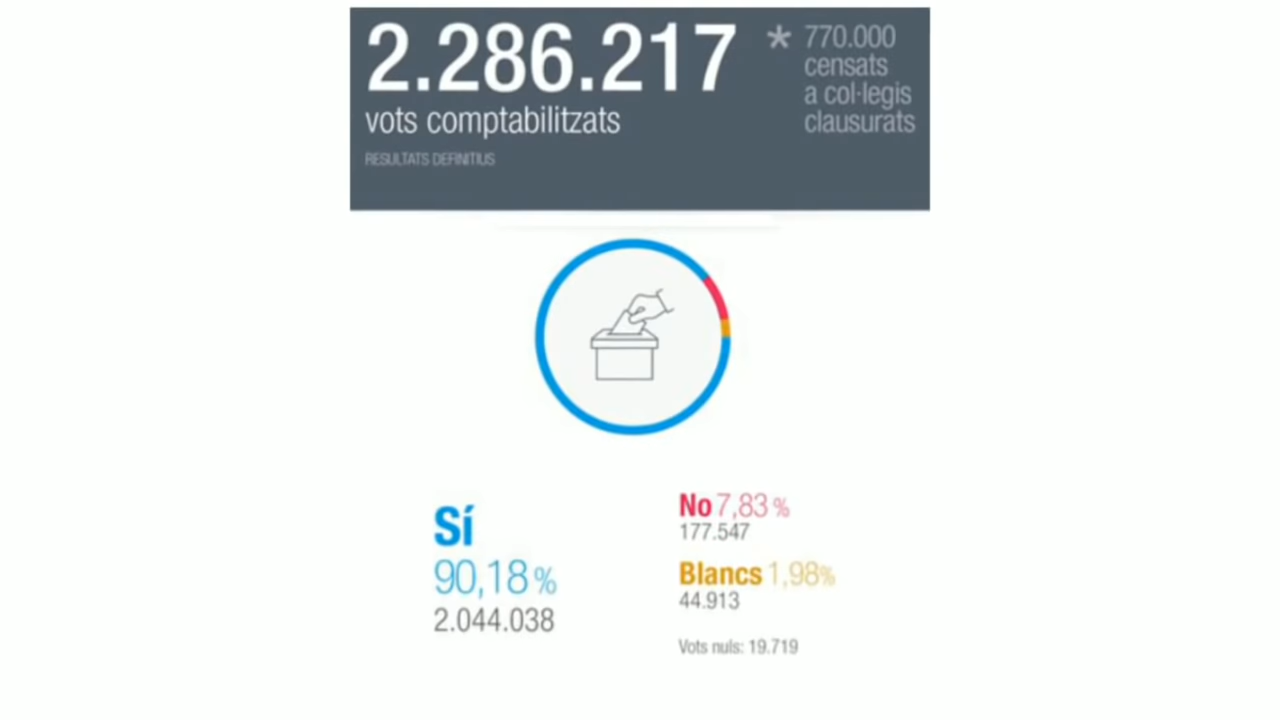 2.286.217
vots comptabilitzats
RESULTATS DEFINITIUS
* 770.000
censats
a col·legis
clausurats
Sí
90,18 %
2.044.038
No 7,83 %
177.547
Blancs 1,98%
44.913
Vots nuls: 19.719